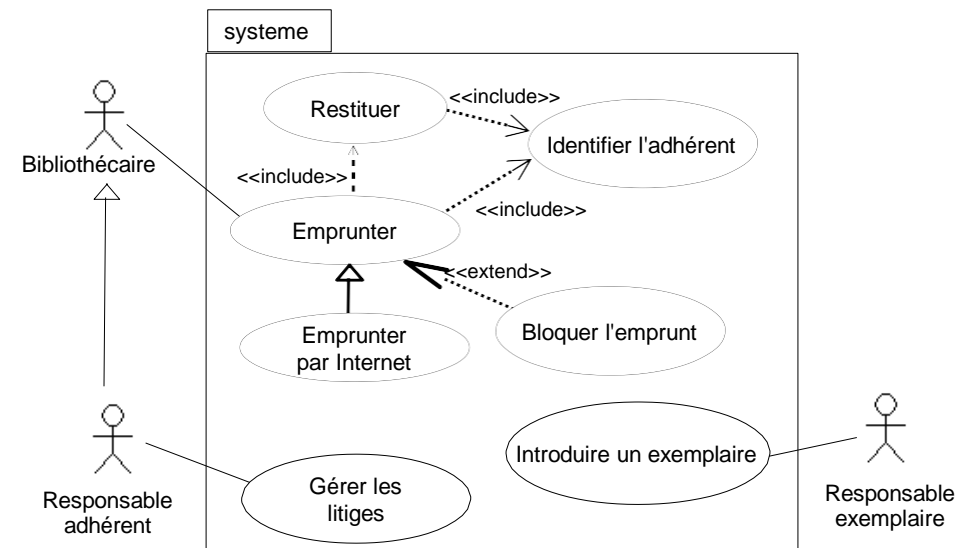 systeme
Restituer
<<include>>
Identifier l'adhérent
Bibliothécaire
<<include>>
<<include>>
Emprunter
<<extend>>
Emprunter
par Internet
Bloquer l'emprunt
Introduire un exemplaire
Gérer les
litiges
Responsable
adhérent
Responsable
exemplaire